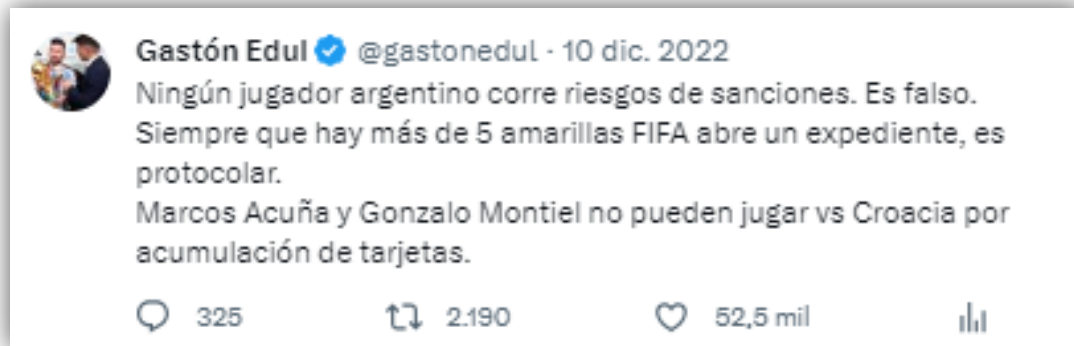 Gastón Edul @gastonedul · 10 dic. 2022
Ningún jugador argentino corre riesgos de sanciones. Es falso.
Siempre que hay más de 5 amarillas FIFA abre un expediente, es
protocolar.
Marcos Acuña y Gonzalo Montiel no pueden jugar vs Croacia por
acumulación de tarjetas.
325 2.190 52,5 mil